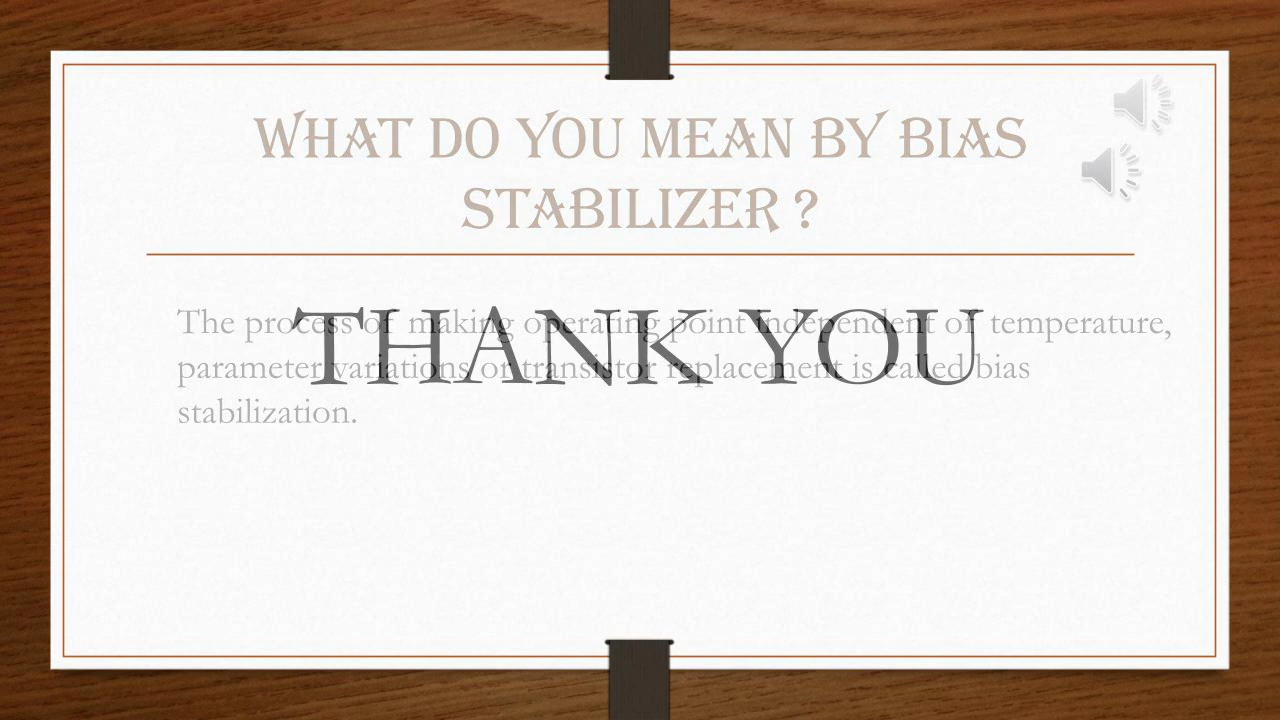 WHAT DO YOU MEAN BY BIAS
STABILIZER ?
The process of making operating point independent of temperature,
THANK YOU
parameter variations or transistor replacement is called bias
stabilization.